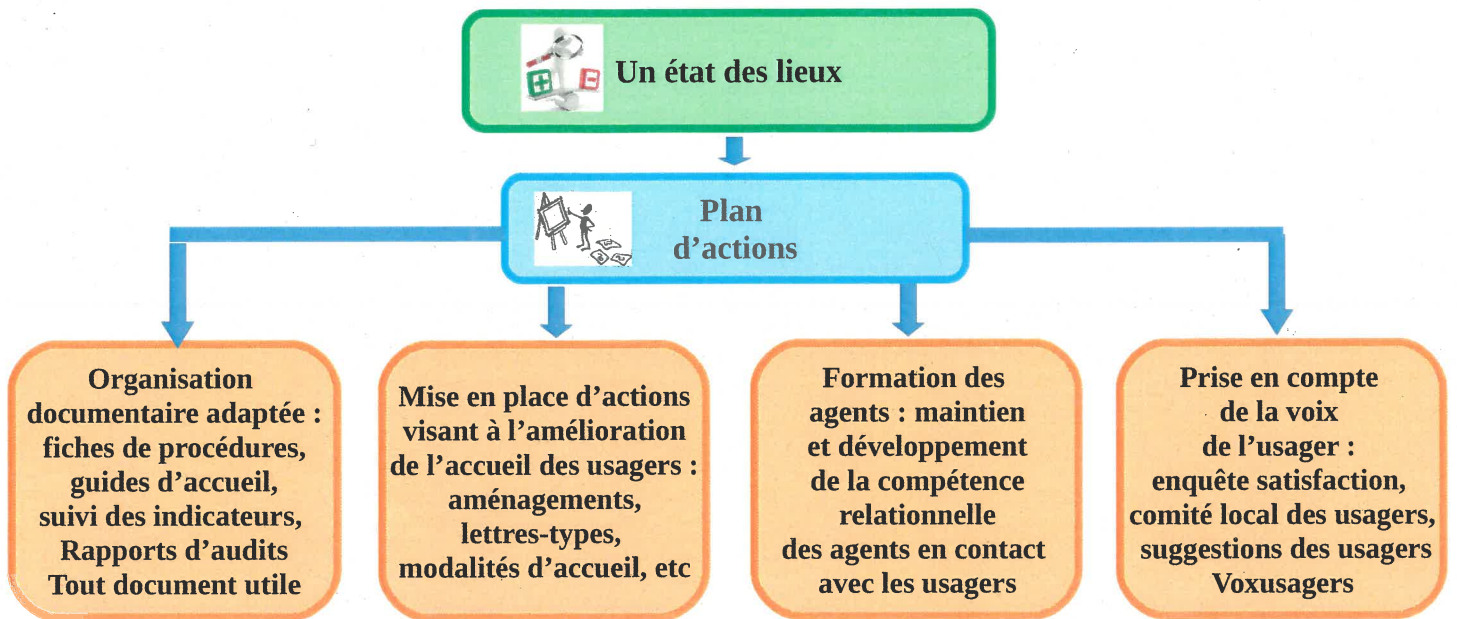 Un état des lieux
Plan
d’actions
Organisation
documentaire adaptée :
fiches de procédures,
guides d’accueil,
suivi des indicateurs,
Rapports d’audits
Tout document utile
Mise en place d’actions
visant à l’amélioration
de l’accueil des usagers :
aménagements,
lettres-types,
modalités d’accueil, etc
Formation des
agents : maintien
et développement
de la compétence
relationnelle
des agents en contact
avec les usagers
Prise en compte
de la voix
de l’usager :
enquête satisfaction,
comité local des usagers,
suggestions des usagers
Voxusagers